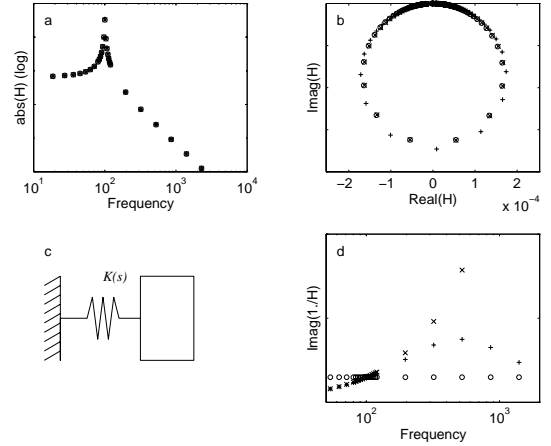 a
abs(H) (log)
10^1 10^2 10^3 10^4
Frequency
b
Imag(H)
−2 −1 0 1 2
Real(H)
x 10^−4
c
K(s)
d
Imag(1./H)
10^2 10^3
Frequency